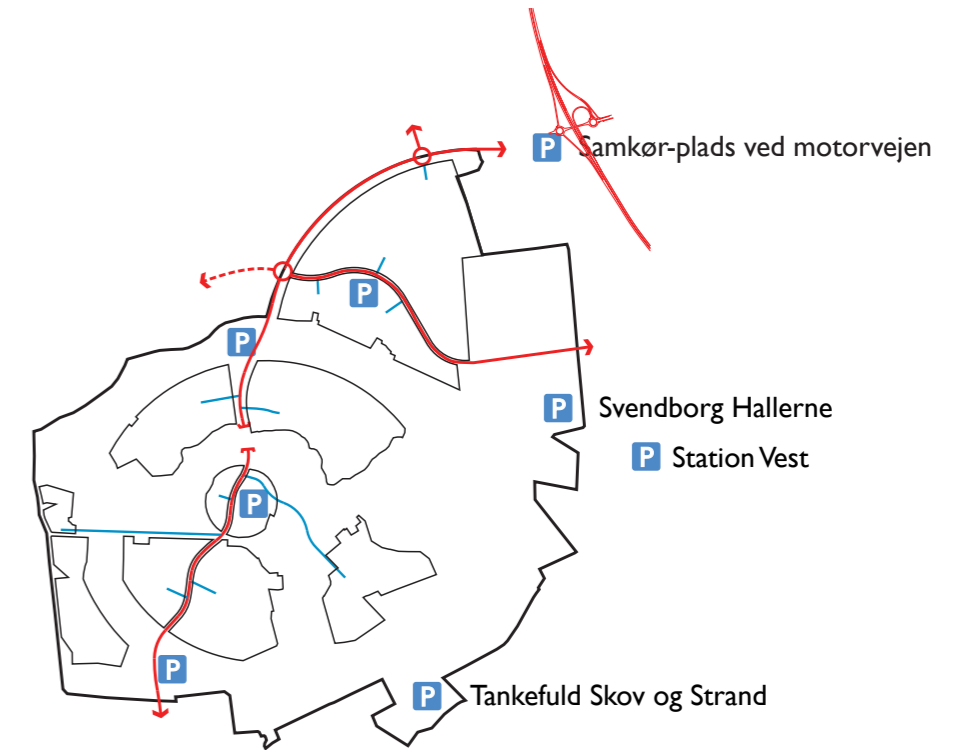 P Samkør-plads ved motorvejen
P
P
P Svendborg Hallerne
P Station Vest
P
P
P Tankefuld Skov og Strand